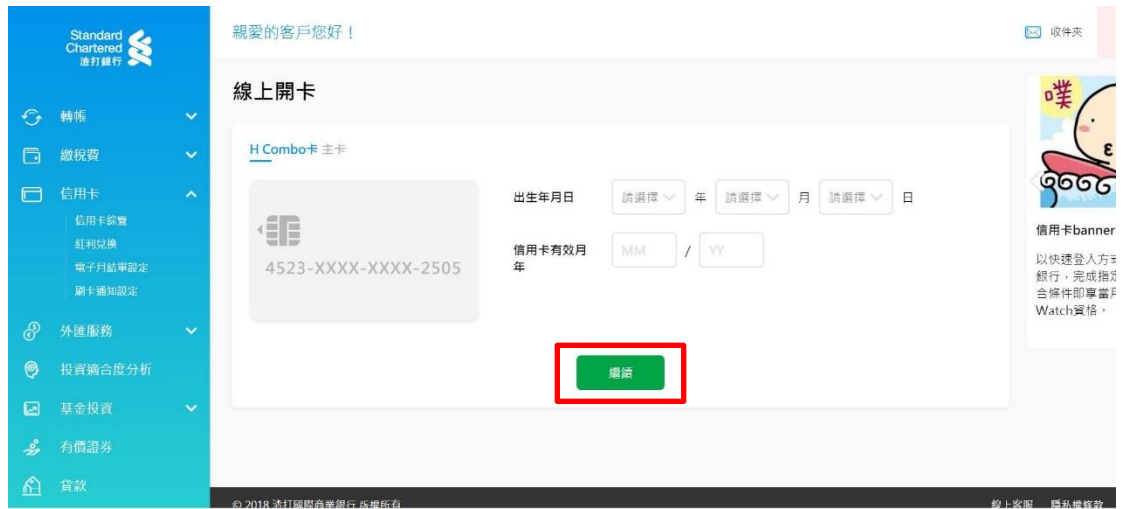 Standard
Chartered
渣打銀行
轉帳
繳稅費
信用卡
信用卡綜覽
紅利兌換
電子月結單設定
刷卡通知設定
外匯服務
投資適合度分析
基金投資
有價證券
貸款
親愛的客戶您好！
收件夾
線上開卡
H Combo卡 主卡
4523-XXXX-XXXX-2505
出生年月日 請選擇 年 請選擇 月 請選擇 日
信用卡有效月
年
MM / YY
繼續
噗
信用卡banner
以快速登入方式
銀行，完成指定
合條件即享當月
Watch資格。
© 2018 渣打國際商業銀行 版權所有
線上客服 隱私權條款